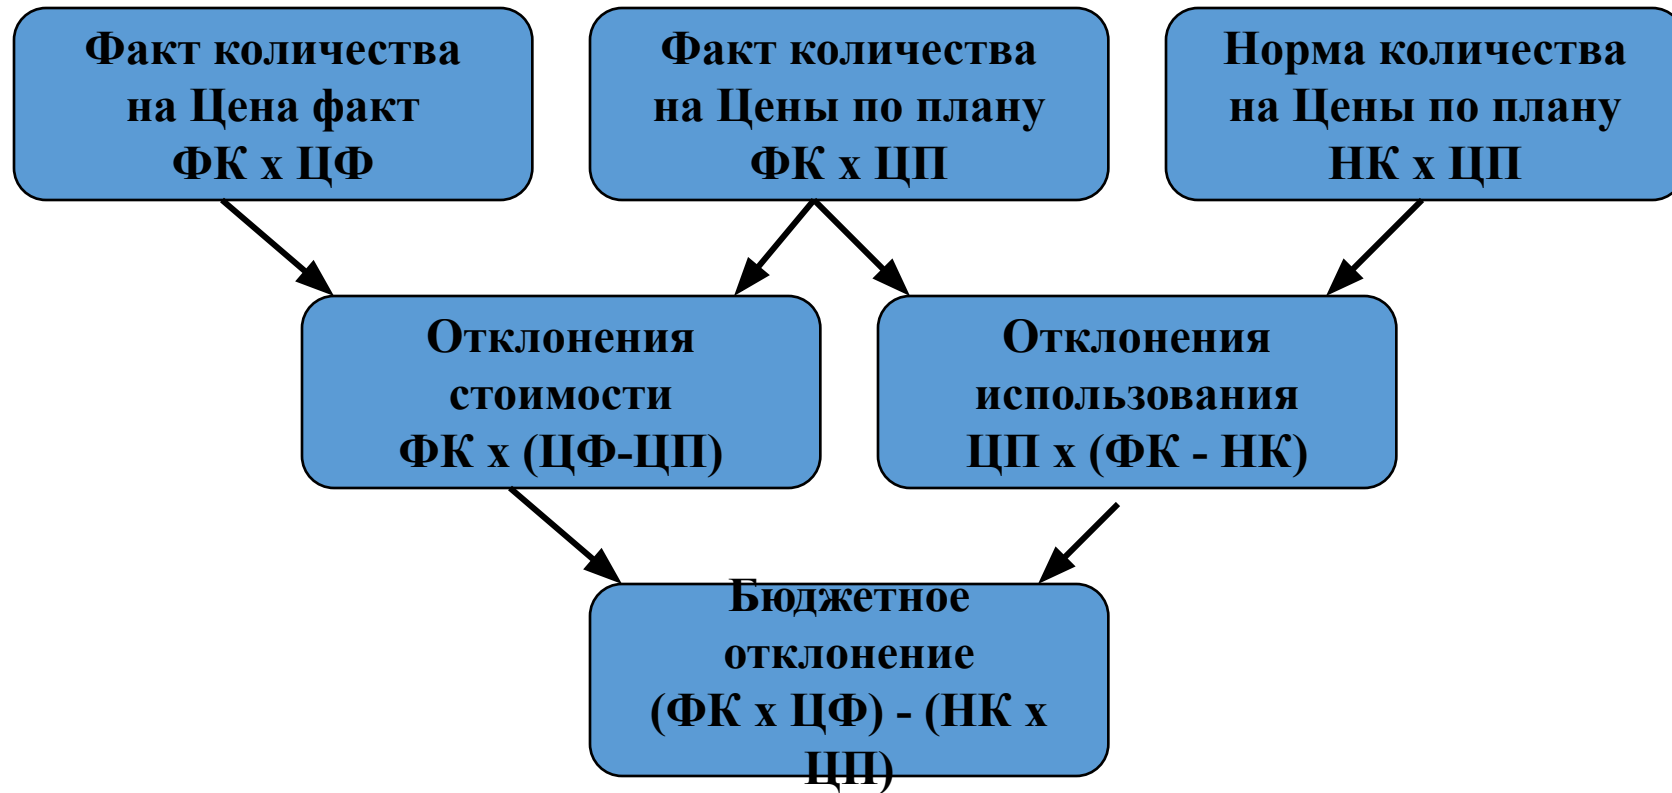 Факт количества
на Цена факт
ФК х ЦФ
Факт количества
на Цены по плану
ФК х ЦП
Норма количества
на Цены по плану
НК х ЦП
Отклонения
стоимости
ФК х (ЦФ-ЦП)
Отклонения
использования
ЦП х (ФК - НК)
Бюджетное
отклонение
(ФК х ЦФ) - (НК х
ЦП)